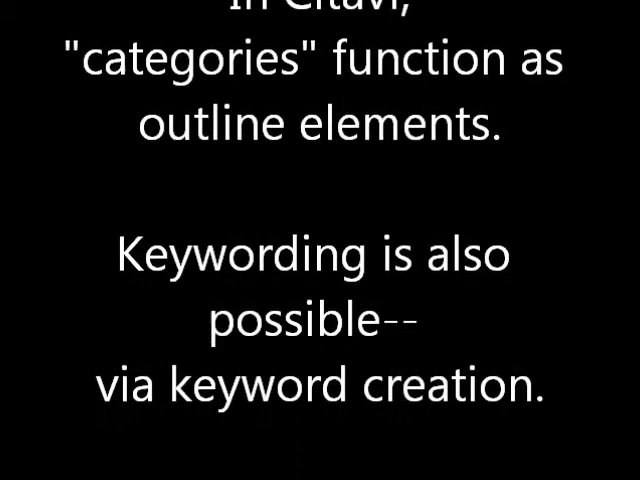 In Citavi,
"categories" function as
outline elements.
Keywording is also
possible--
via keyword creation.